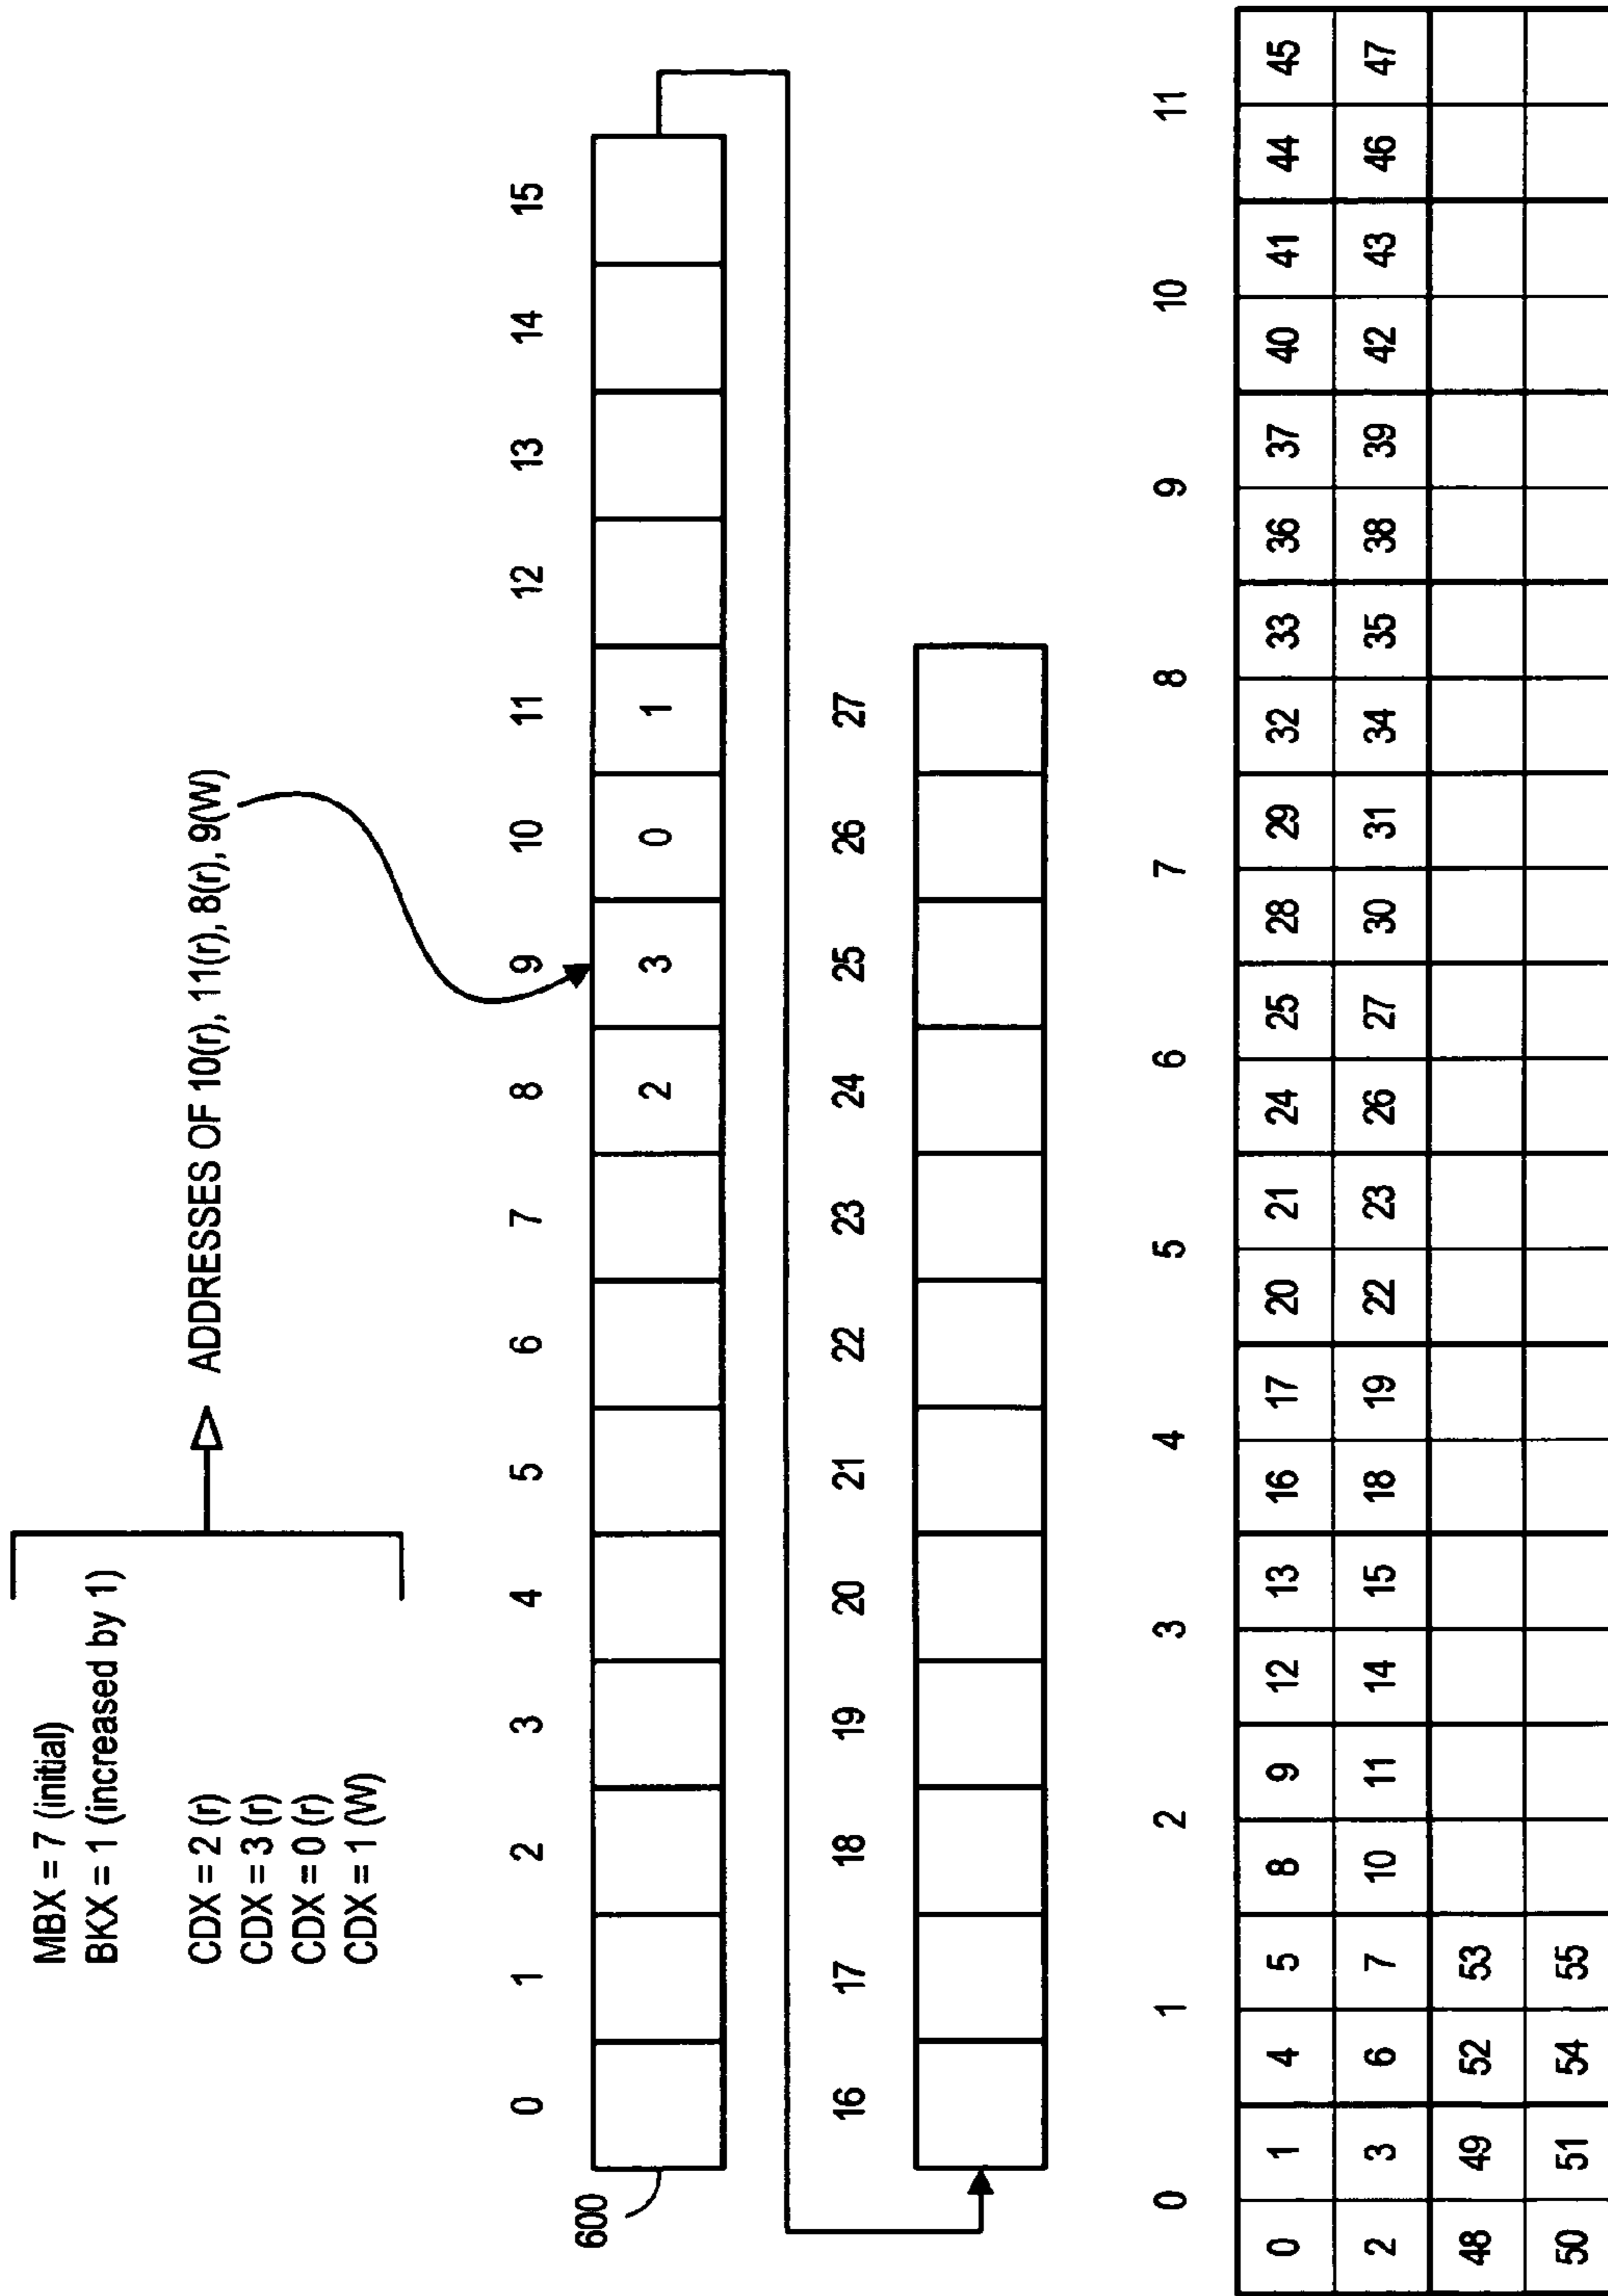 MBX = 7 (initial)
BKX = 1 (increased by 1)
CDX = 2 (r)
CDX = 3 (r)
CDX = 0 (r)
CDX = 1 (W)
ADDRESSES OF 10(r), 11(r), 8(r), 9(W)
0 1 2 3 4 5 6 7 8 9 10 11 12 13 14 15
2 3 0 1
600
16 17 18 19 20 21 22 23 24 25 26 27
0 1 2 3 4 5 6 7 8 9 10 11
0 1 4 5 8 9 12 13 16 17 20 21 24 25 28 29 32 33 36 37 40 41 44 45
2 3 6 7 10 11 14 15 18 19 22 23 26 27 30 31 34 35 38 39 42 43 46 47
48 49 52 53
50 51 54 55